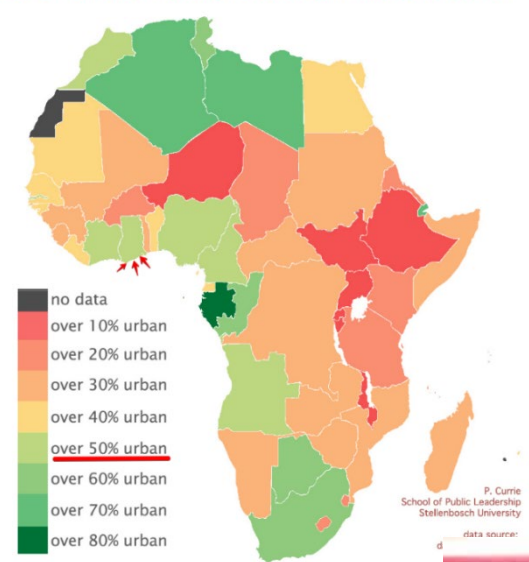 no data
over 10% urban
over 20% urban
over 30% urban
over 40% urban
over 50% urban
over 60% urban
over 70% urban
over 80% urban
P. Currie
School of Public Leadership
Stellenbosch University
data source:
d